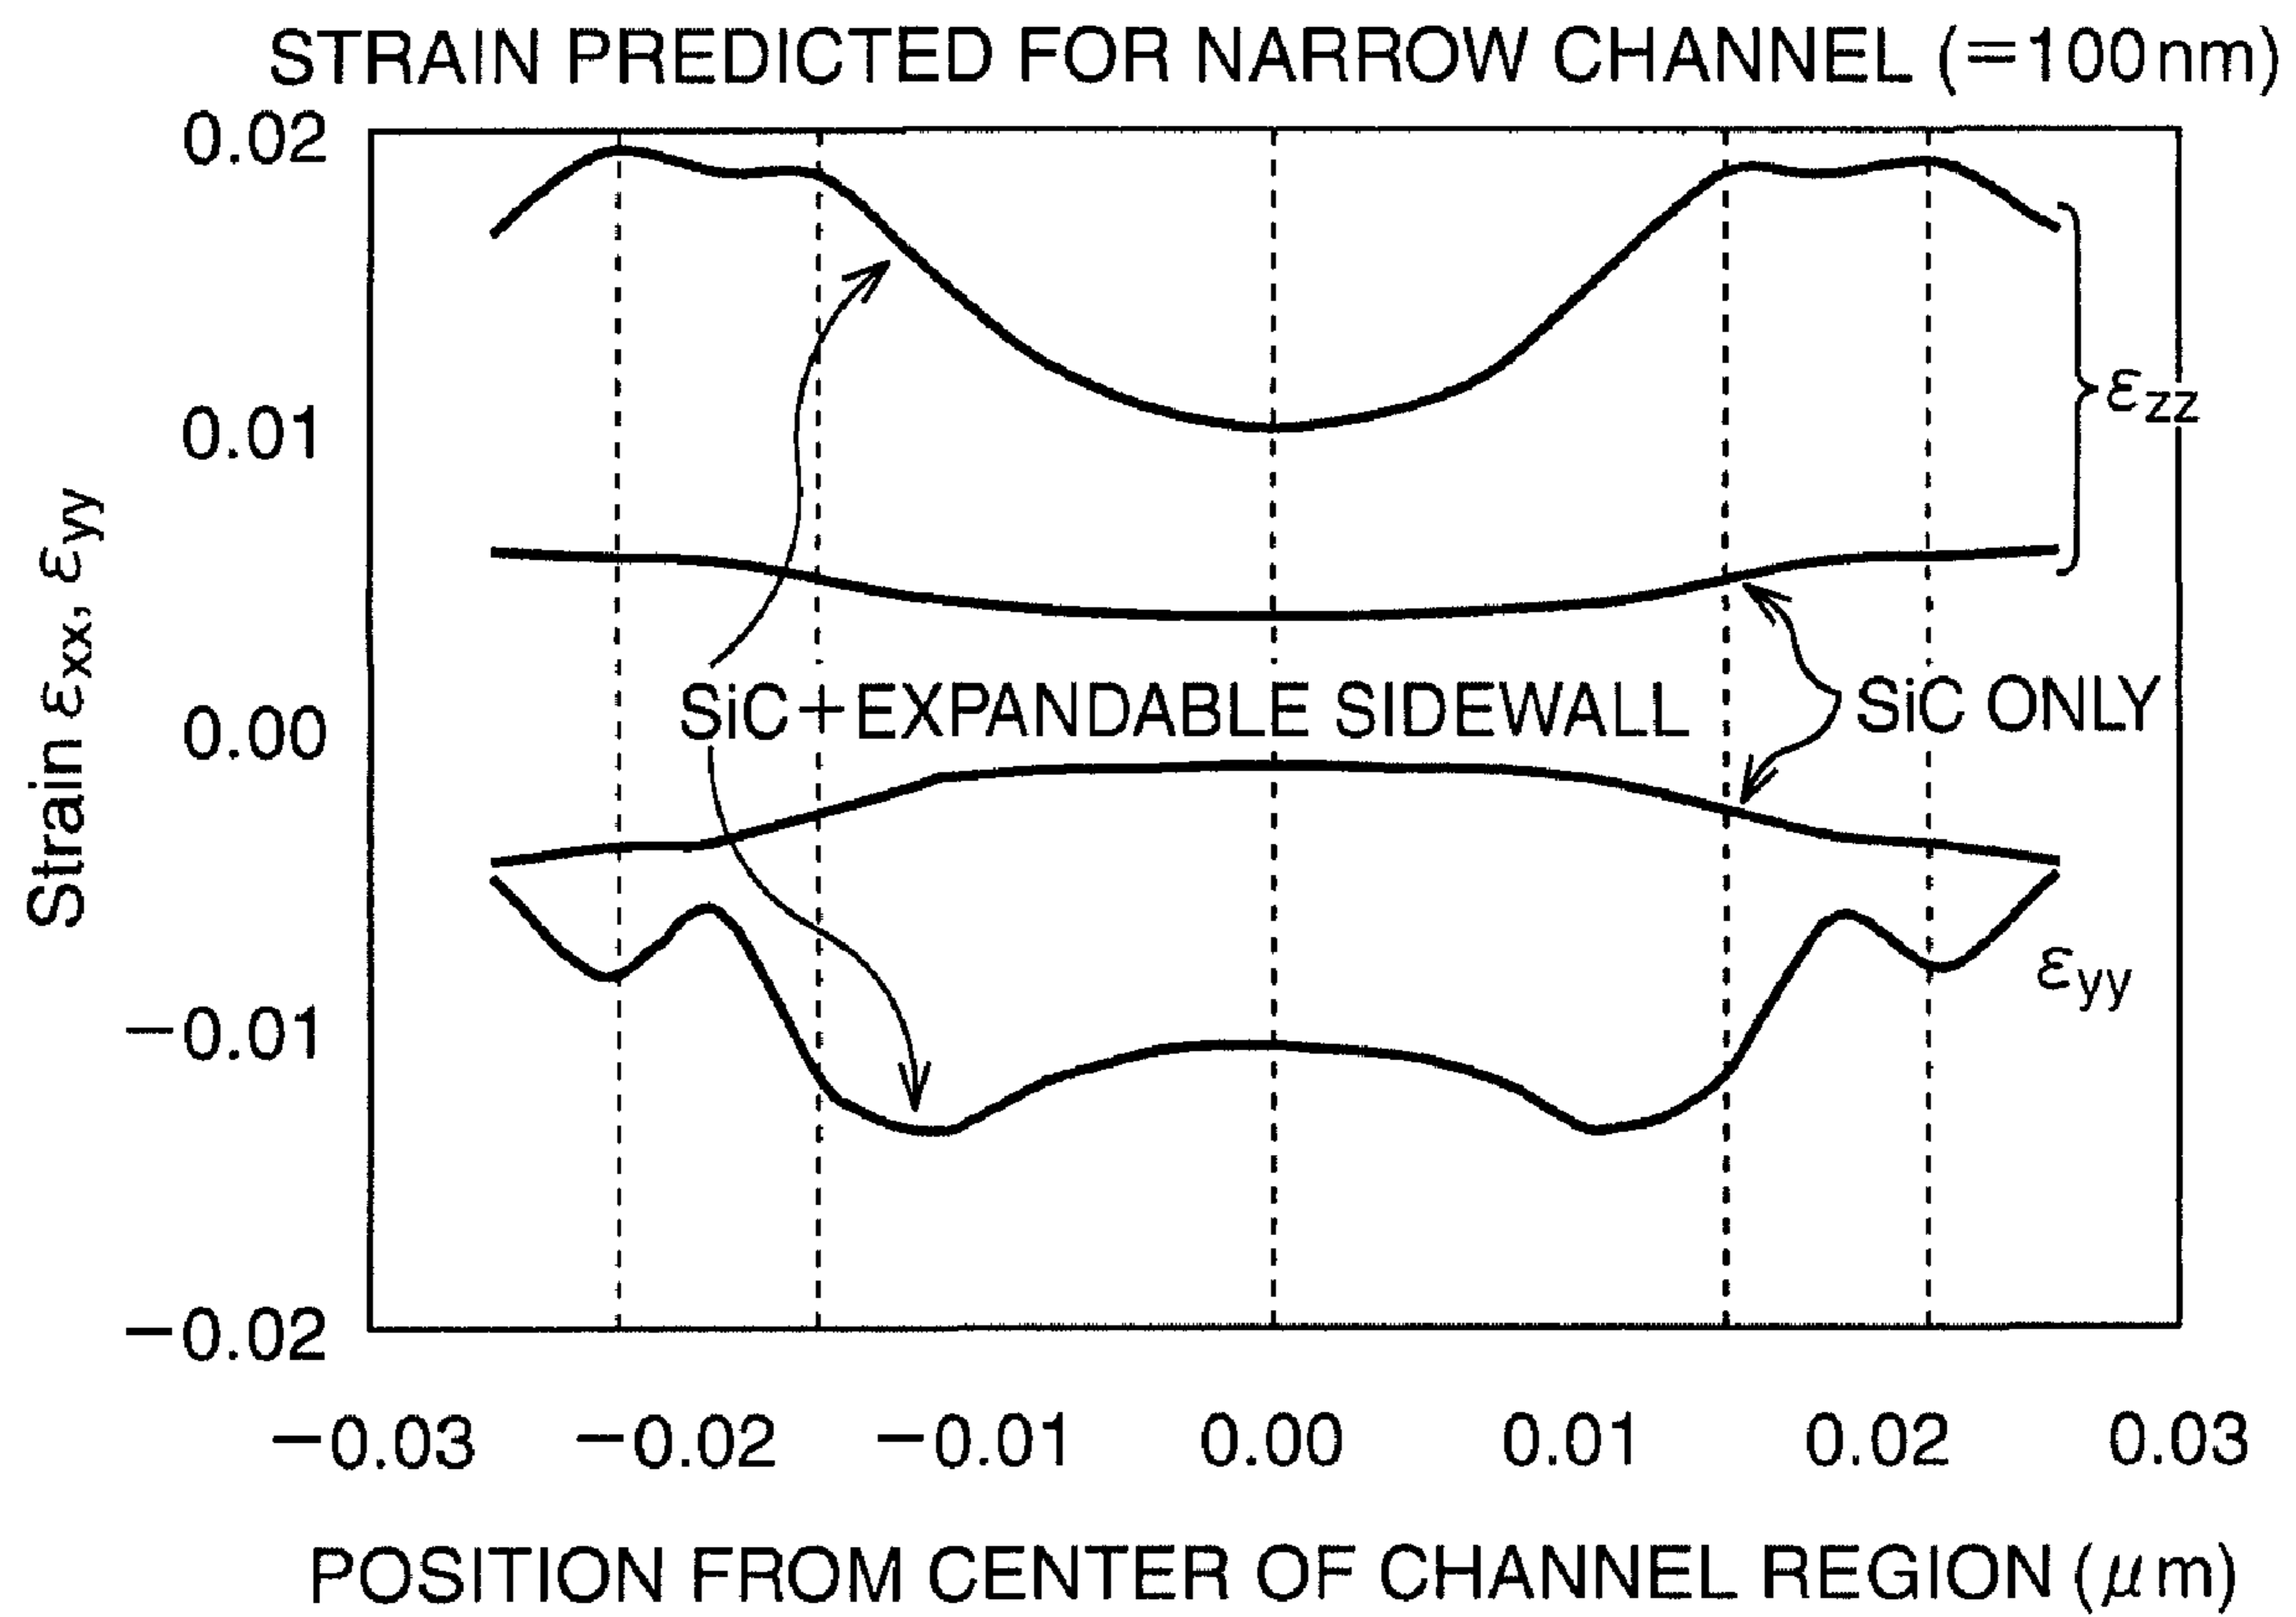 STRAIN PREDICTED FOR NARROW CHANNEL (=100nm)
0.02
0.01
0.00
−0.01
−0.02
Strain εxx, εyy
εzz
SiC+EXPANDABLE SIDEWALL
SiC ONLY
εyy
−0.03 −0.02 −0.01 0.00 0.01 0.02 0.03
POSITION FROM CENTER OF CHANNEL REGION (μm)